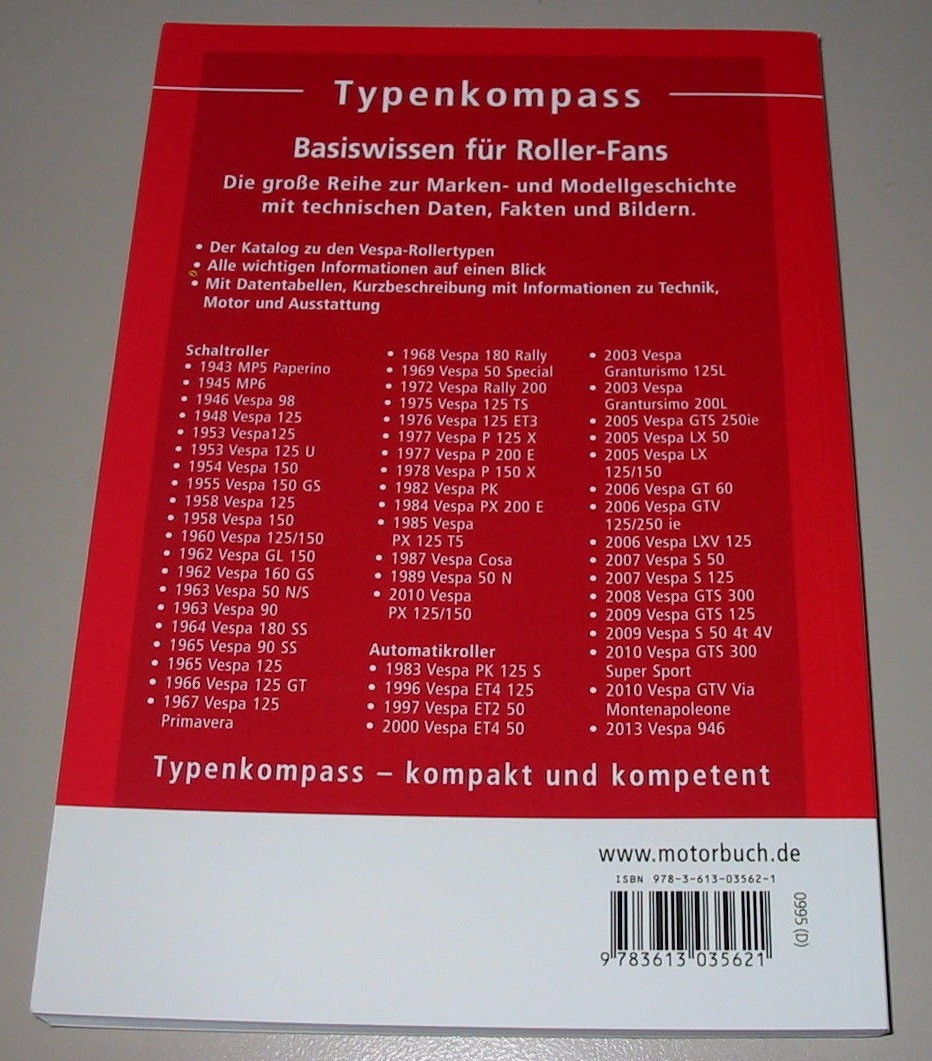 Typenkompass
Basiswissen für Roller-Fans
Die große Reihe zur Marken- und Modellgeschichte
mit technischen Daten, Fakten und Bildern.
• Der Katalog zu den Vespa-Rollertypen
• Alle wichtigen Informationen auf einen Blick
• Mit Datentabellen, Kurzbeschreibung mit Informationen zu Technik,
Motor und Ausstattung
Schaltroller
• 1943 MP5 Paperino
• 1945 MP6
• 1946 Vespa 98
• 1948 Vespa 125
• 1953 Vespa125
• 1953 Vespa 125 U
• 1954 Vespa 150
• 1955 Vespa 150 GS
• 1958 Vespa 125
• 1958 Vespa 150
• 1960 Vespa 125/150
• 1962 Vespa GL 150
• 1962 Vespa 160 GS
• 1963 Vespa 50 N/S
• 1963 Vespa 90
• 1964 Vespa 180 SS
• 1965 Vespa 90 SS
• 1965 Vespa 125
• 1966 Vespa 125 GT
• 1967 Vespa 125
Primavera
• 1968 Vespa 180 Rally
• 1969 Vespa 50 Special
• 1972 Vespa Rally 200
• 1975 Vespa 125 TS
• 1976 Vespa 125 ET3
• 1977 Vespa P 125 X
• 1977 Vespa P 200 E
• 1978 Vespa P 150 X
• 1982 Vespa PK
• 1984 Vespa PX 200 E
• 1985 Vespa
PX 125 T5
• 1987 Vespa Cosa
• 1989 Vespa 50 N
• 2010 Vespa
PX 125/150
Automatikroller
• 1983 Vespa PK 125 S
• 1996 Vespa ET4 125
• 1997 Vespa ET2 50
• 2000 Vespa ET4 50
• 2003 Vespa
Granturismo 125L
• 2003 Vespa
Grantursimo 200L
• 2005 Vespa GTS 250ie
• 2005 Vespa LX 50
• 2005 Vespa LX
125/150
• 2006 Vespa GT 60
• 2006 Vespa GTV
125/250 ie
• 2006 Vespa LXV 125
• 2007 Vespa S 50
• 2007 Vespa S 125
• 2008 Vespa GTS 300
• 2009 Vespa GTS 125
• 2009 Vespa S 50 4t 4V
• 2010 Vespa GTS 300
Super Sport
• 2010 Vespa GTV Via
Montenapoleone
• 2013 Vespa 946
Typenkompass – kompakt und kompetent
www.motorbuch.de
ISBN 978-3-613-03562-1
9 783613 035621
0995 (D)